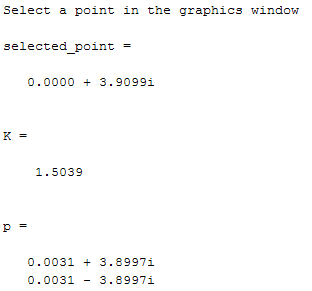 Select a point in the graphics window
selected_point =
0.0000 + 3.9099i
K =
1.5039
p =
0.0031 + 3.8997i
0.0031 - 3.8997i